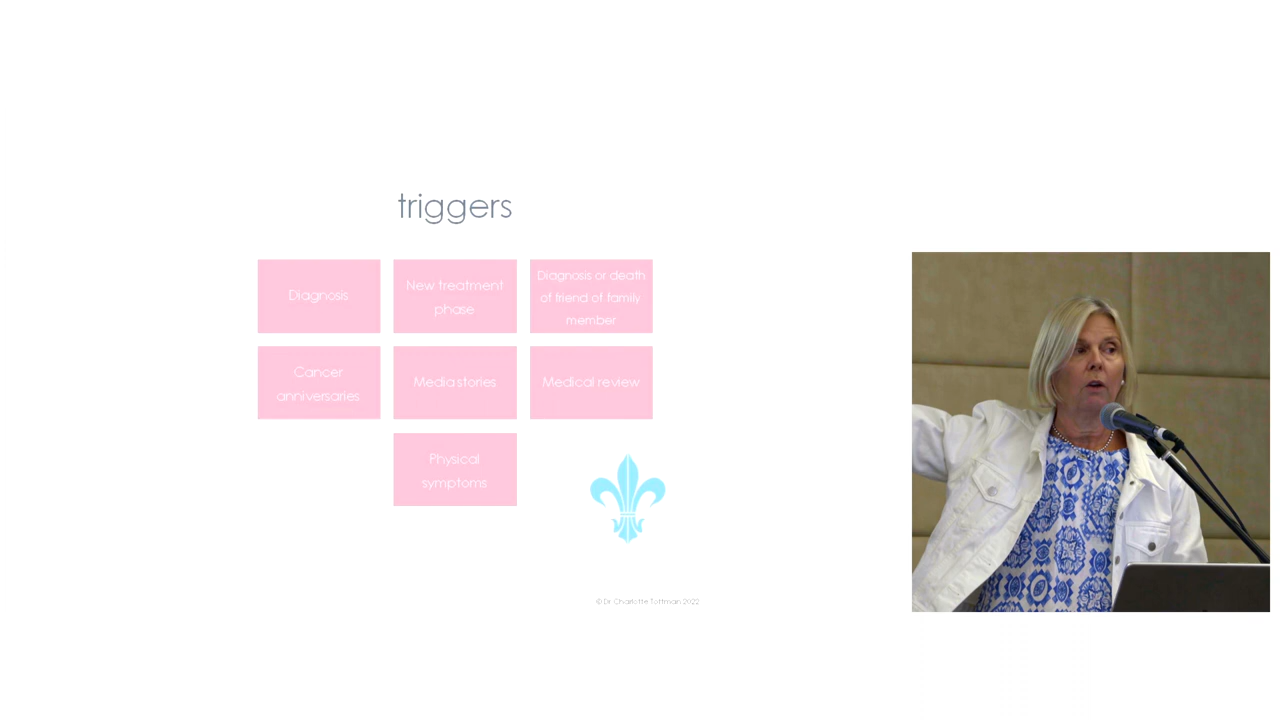 triggers
Diagnosis
New treatment
phase
Diagnosis or death
of friend of family
member
Cancer
anniversaries
Media stories
Medical review
Physical
symptoms
© Dr Charlotte Tottman 2022